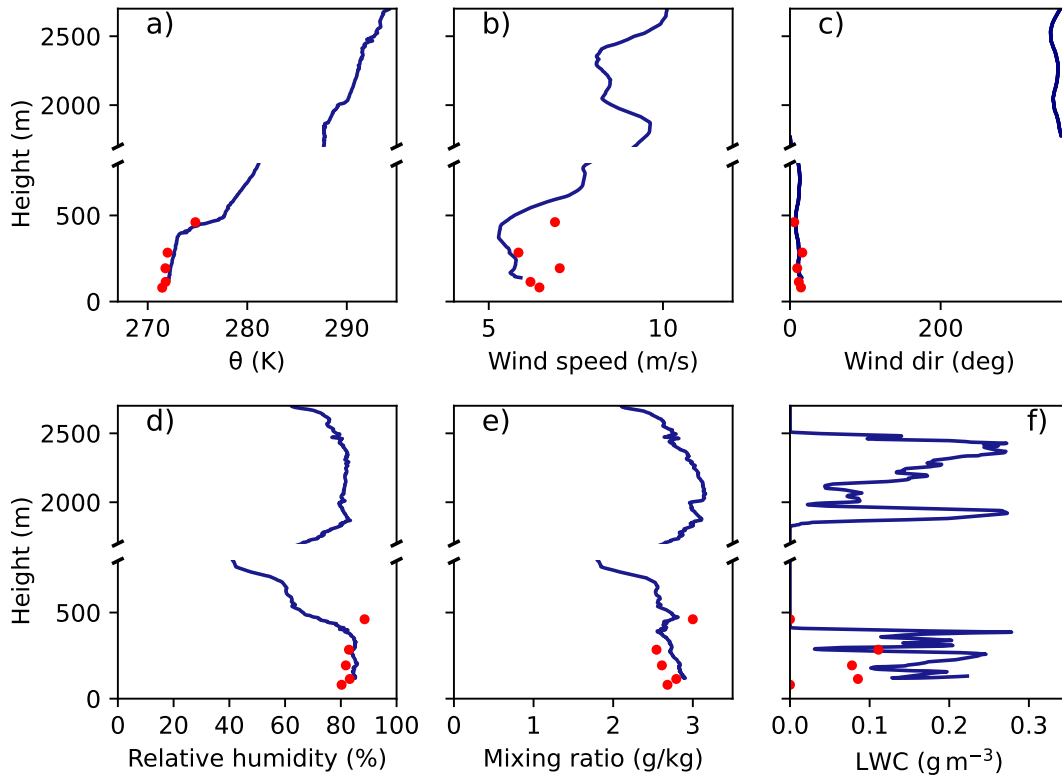 a) b) c)
2500
2000
500
0
Height (m)
270 280 290
θ (K)
5 10
Wind speed (m/s)
0 200
Wind dir (deg)
d) e) f)
2500
2000
500
0
Height (m)
0 20 40 60 80 100
Relative humidity (%)
0 1 2 3
Mixing ratio (g/kg)
0.0 0.1 0.2 0.3
LWC (g m⁻³)